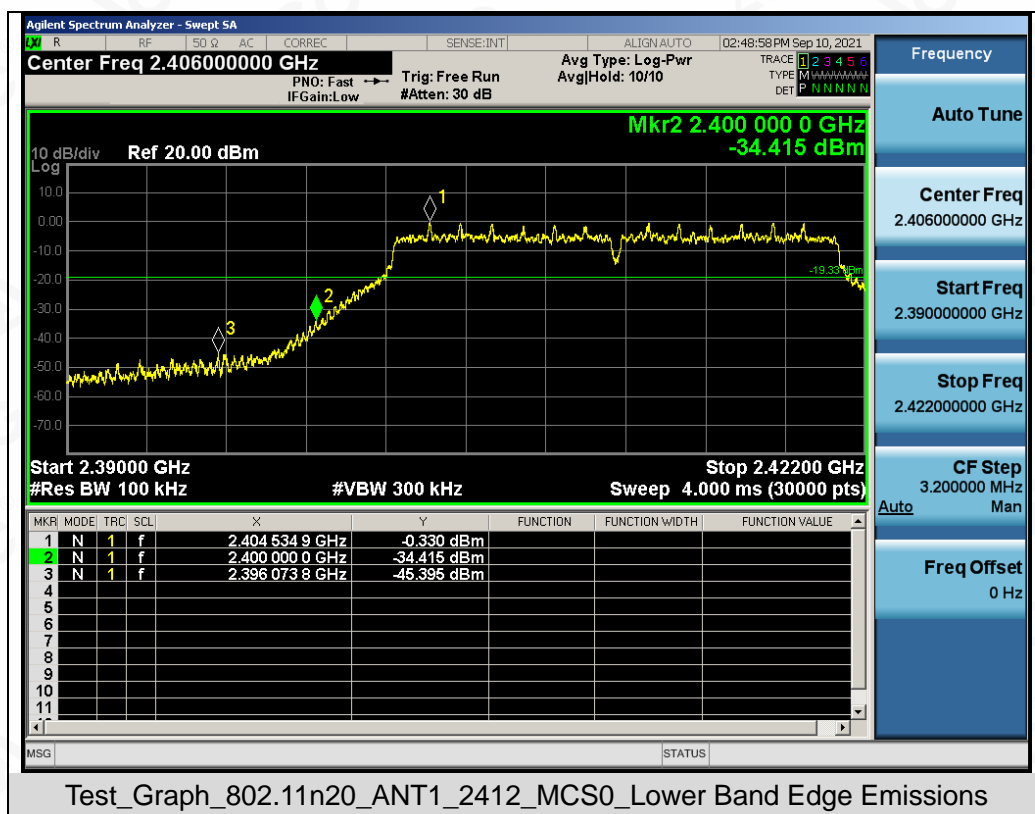 Agilent Spectrum Analyzer - Swept SA
LXI R RF 50 Ω AC CORREC SENSE:INT ALIGN AUTO 02:48:58 PM Sep 10, 2021
Center Freq 2.406000000 GHz
PNO: Fast
IFGain:Low
Trig: Free Run
#Atten: 30 dB
Avg Type: Log-Pwr
Avg|Hold: 10/10
TRACE 1 2 3 4 5 6
TYPE M
DET P N N N N N
Mkr2 2.400 000 0 GHz
-34.415 dBm
10 dB/div Ref 20.00 dBm
Log
10.0
0.00
-10.0
-20.0
-30.0
-40.0
-50.0
-60.0
-70.0
1
2
3
-19.33 dBm
Start 2.39000 GHz Stop 2.42200 GHz
#Res BW 100 kHz #VBW 300 kHz Sweep 4.000 ms (30000 pts)
MKR MODE TRC SCL X Y FUNCTION FUNCTION WIDTH FUNCTION VALUE
1 N 1 f 2.404 534 9 GHz -0.330 dBm
2 N 1 f 2.400 000 0 GHz -34.415 dBm
3 N 1 f 2.396 073 8 GHz -45.395 dBm
4
5
6
7
8
9
10
11
MSG STATUS
Frequency
Auto Tune
Center Freq
2.406000000 GHz
Start Freq
2.390000000 GHz
Stop Freq
2.422000000 GHz
CF Step
3.200000 MHz
Auto Man
Freq Offset
0 Hz
Test_Graph_802.11n20_ANT1_2412_MCS0_Lower Band Edge Emissions